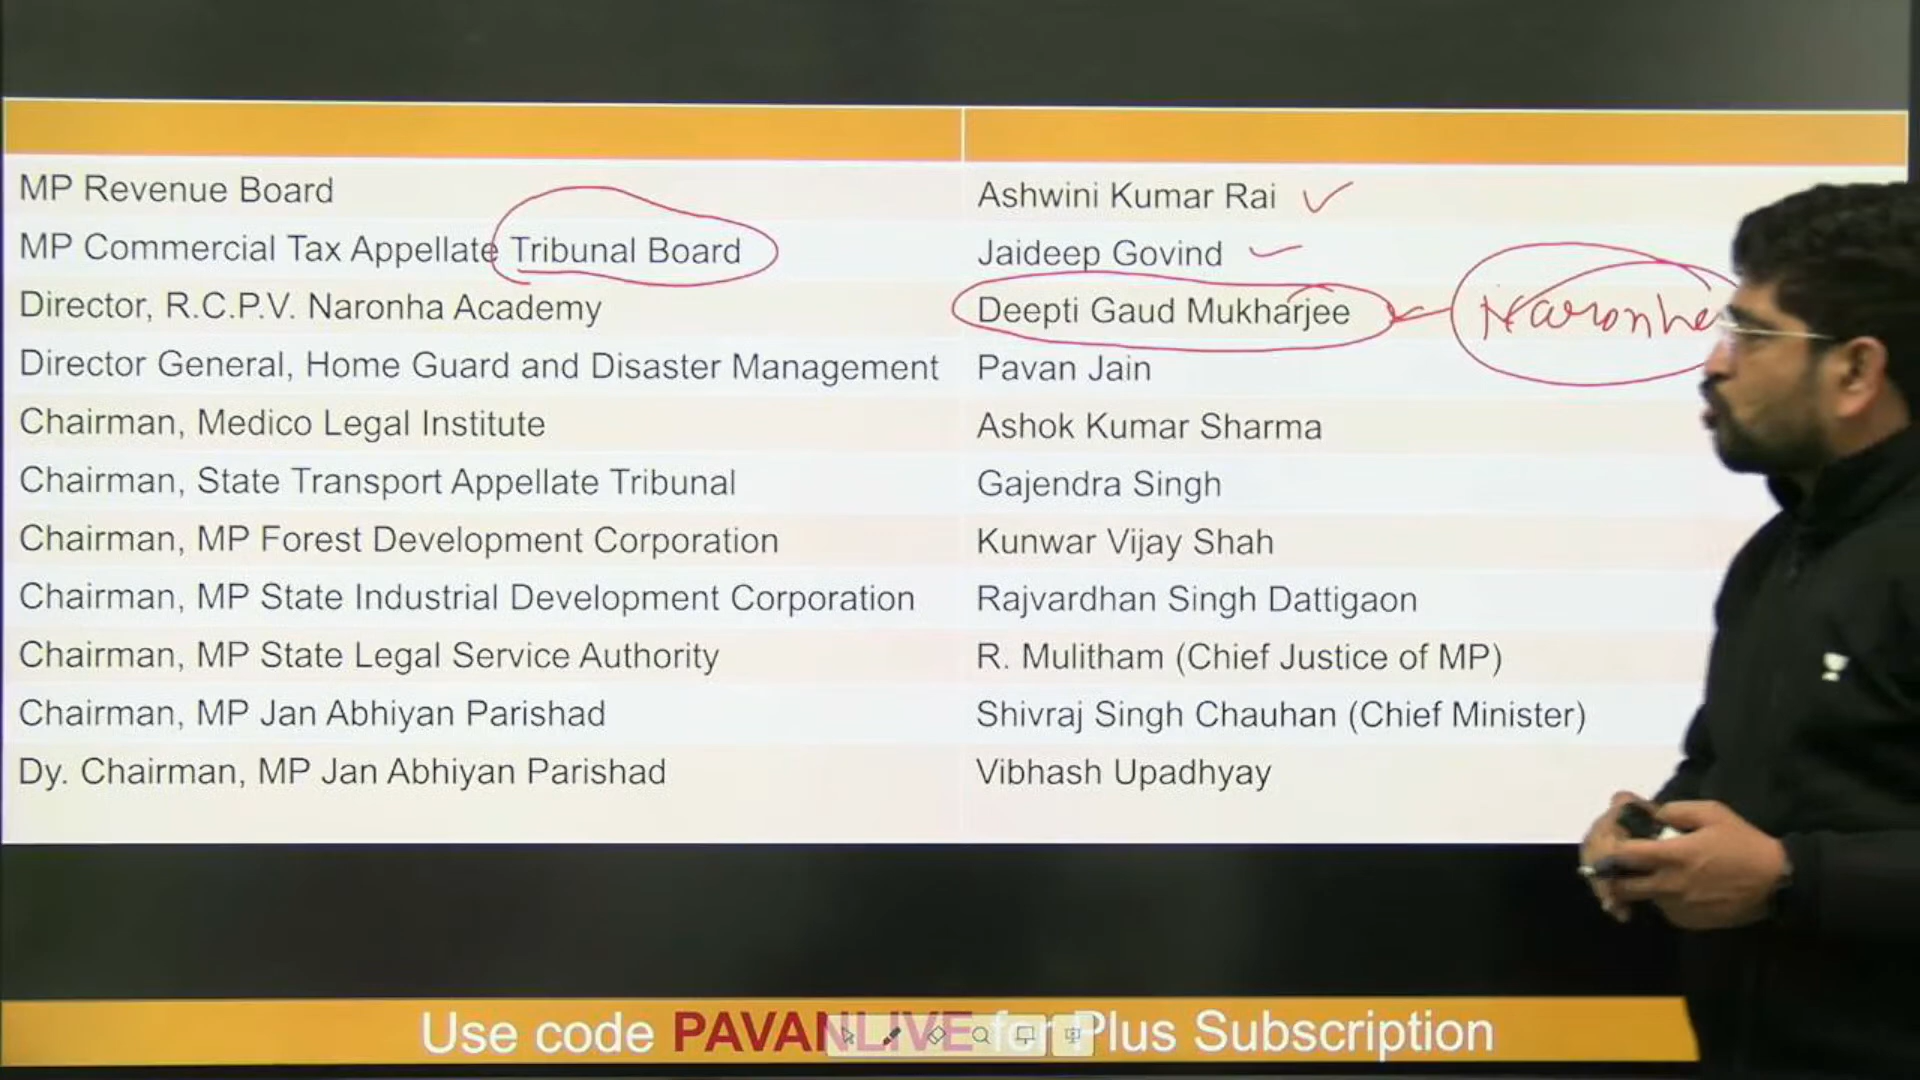 MP Revenue Board Ashwini Kumar Rai
MP Commercial Tax Appellate Tribunal Board Jaideep Govind
Director, R.C.P.V. Naronha Academy Deepti Gaud Mukharjee Naronha
Director General, Home Guard and Disaster Management Pavan Jain
Chairman, Medico Legal Institute Ashok Kumar Sharma
Chairman, State Transport Appellate Tribunal Gajendra Singh
Chairman, MP Forest Development Corporation Kunwar Vijay Shah
Chairman, MP State Industrial Development Corporation Rajvardhan Singh Dattigaon
Chairman, MP State Legal Service Authority R. Mulitham (Chief Justice of MP)
Chairman, MP Jan Abhiyan Parishad Shivraj Singh Chauhan (Chief Minister)
Dy. Chairman, MP Jan Abhiyan Parishad Vibhash Upadhyay
Use code PAVANLIVE for Plus Subscription